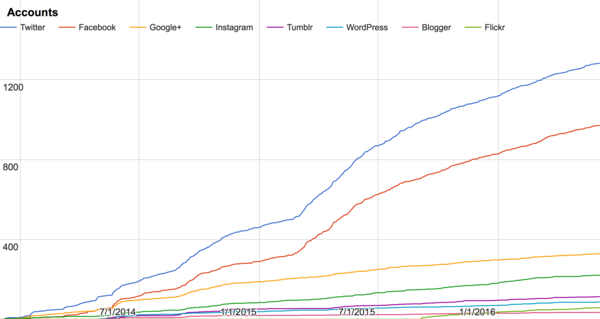 Accounts
Twitter Facebook Google+ Instagram Tumblr WordPress Blogger Flickr
1200
800
400
7/1/2014 1/1/2015 7/1/2015 1/1/2016